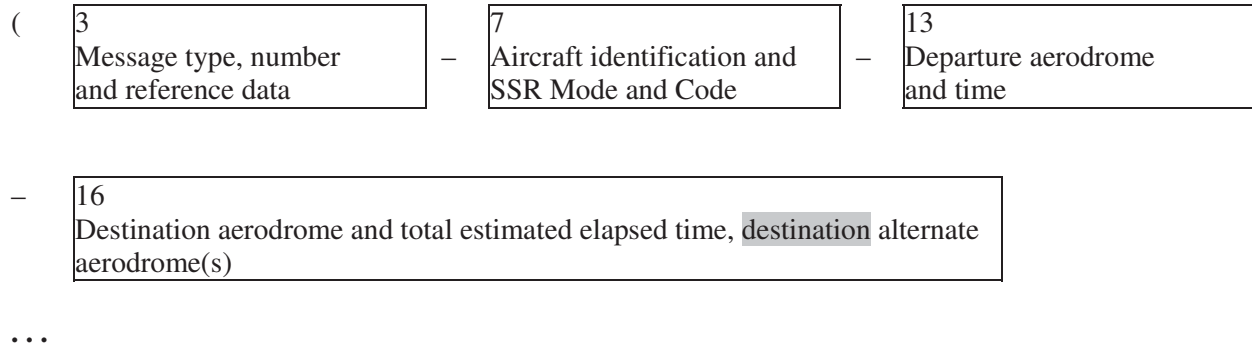 ( 3 7 13
Message type, number – Aircraft identification and – Departure aerodrome
and reference data SSR Mode and Code and time
– 16
Destination aerodrome and total estimated elapsed time, destination alternate
aerodrome(s)
. . .